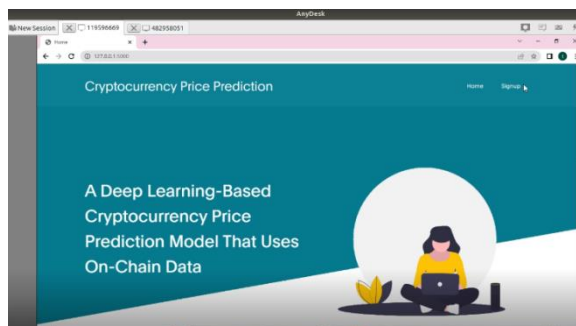 AnyDesk
New Session 119596669 482958051
Home
127.0.0.1:5000
Cryptocurrency Price Prediction
Home Signup
A Deep Learning-Based
Cryptocurrency Price
Prediction Model That Uses
On-Chain Data